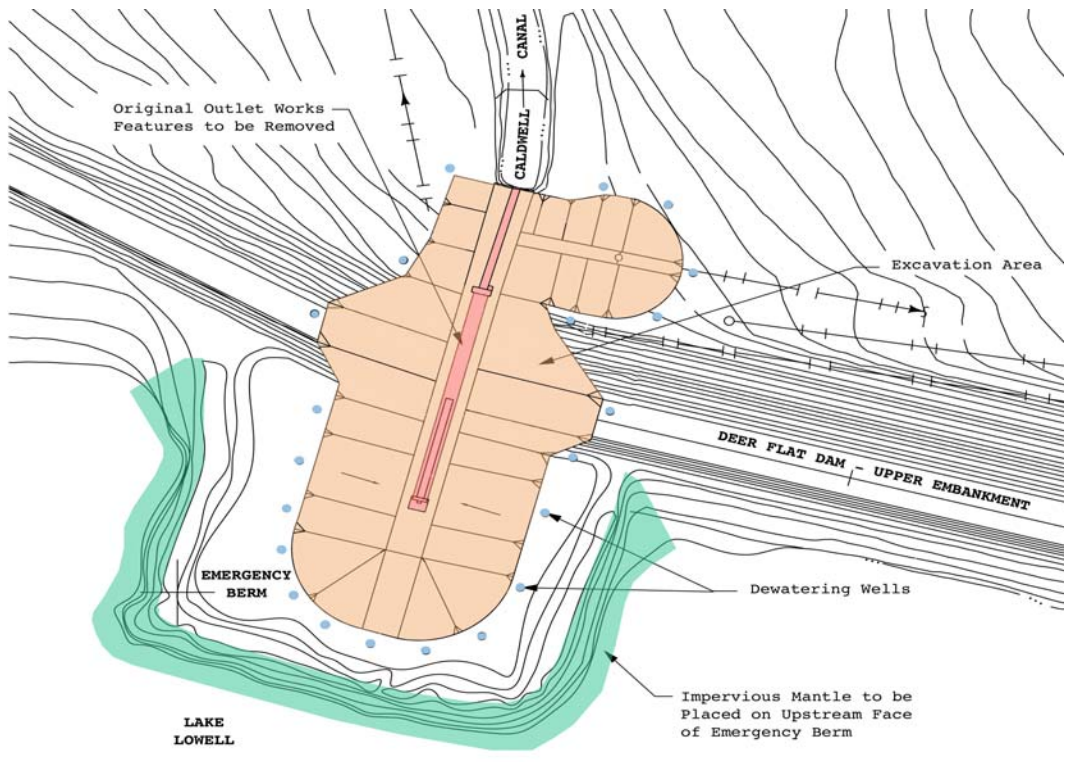 CALDWELL CANAL
Original Outlet Works
Features to be Removed
Excavation Area
DEER FLAT DAM – UPPER EMBANKMENT
EMERGENCY
BERM
Dewatering Wells
Impervious Mantle to be
Placed on Upstream Face
of Emergency Berm
LAKE
LOWELL